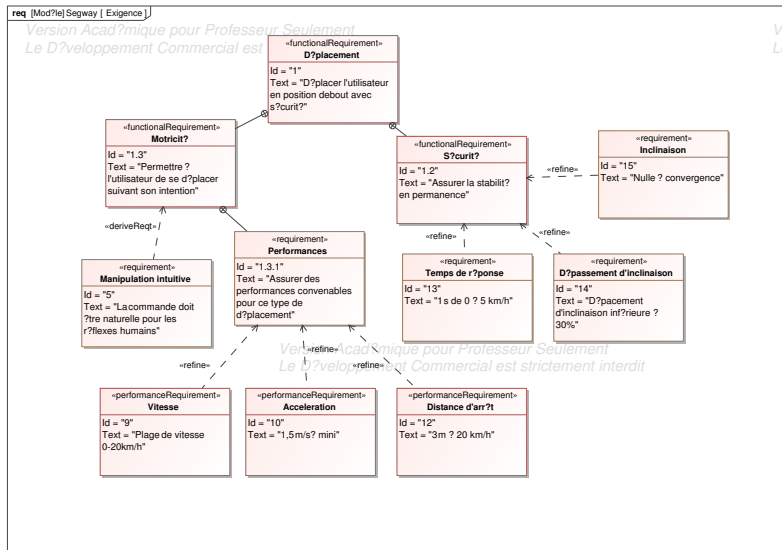 req [Mod?le] Segway [ Exigence ]
Version Acad?mique pour Professeur Seulement
Le D?veloppement Commercial est
Ve
L
«functionalRequirement»
D?placement
Id = "1"
Text = "D?placer l'utilisateur
en position debout avec
s?curit?"
«functionalRequirement»
Motricit?
Id = "1.3"
Text = "Permettre ?
l'utilisateur de se d?placer
suivant son intention"
«functionalRequirement»
S?curit?
Id = "1.2"
Text = "Assurer la stabilit?
en permanence"
«requirement»
Inclinaison
Id = "15"
Text = "Nulle ? convergence"
«refine»
«deriveReqt»
«refine»
«refine»
«requirement»
Manipulation intuitive
Id = "5"
Text = "La commande doit
?tre naturelle pour les
r?flexes humains"
«requirement»
Performances
Id = "1.3.1"
Text = "Assurer des
performances convenables
pour ce type de
d?placement"
«requirement»
Temps de r?ponse
Id = "13"
Text = "1s de 0 ? 5 km/h"
«requirement»
D?passement d'inclinaison
Id = "14"
Text = "D?pacement
d'inclinaison inf?rieure ?
30%"
Version Acad?mique pour Professeur Seulement
Le D?veloppement Commercial est strictement interdit
«refine»
«refine»
«refine»
«performanceRequirement»
Vitesse
Id = "9"
Text = "Plage de vitesse
0-20km/h"
«performanceRequirement»
Acceleration
Id = "10"
Text = "1,5m/s? mini"
«performanceRequirement»
Distance d'arr?t
Id = "12"
Text = "3m ? 20 km/h"